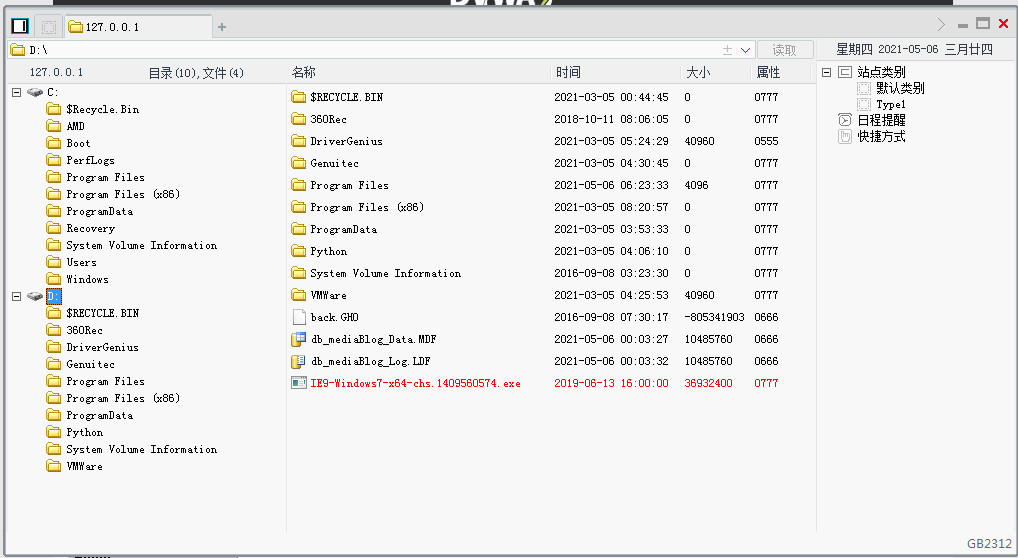 127.0.0.1
D:\
读取
星期四 2021-05-06 三月廿四
127.0.0.1 目录(10),文件(4)
名称 时间 大小 属性
C:
$Recycle.Bin
AMD
Boot
PerfLogs
Program Files
Program Files (x86)
ProgramData
Recovery
System Volume Information
Users
Windows
D:
$RECYCLE.BIN
360Rec
DriverGenius
Genuitec
Program Files
Program Files (x86)
ProgramData
Python
System Volume Information
VMWare
$RECYCLE.BIN 2021-03-05 00:44:45 0 0777
360Rec 2018-10-11 08:06:05 0 0777
DriverGenius 2021-03-05 05:24:29 40960 0555
Genuitec 2021-03-05 04:30:45 0 0777
Program Files 2021-05-06 06:23:33 4096 0777
Program Files (x86) 2021-03-05 08:20:57 0 0777
ProgramData 2021-03-05 03:53:33 0 0777
Python 2021-03-05 04:06:10 0 0777
System Volume Information 2016-09-08 03:23:30 0 0777
VMWare 2021-03-05 04:25:53 40960 0777
back.GHO 2016-09-08 07:30:17 -805341903 0666
db_mediaBlog_Data.MDF 2021-05-06 00:03:27 10485760 0666
db_mediaBlog_Log.LDF 2021-05-06 00:03:32 10485760 0666
IE9-Windows7-x64-chs.1409560574.exe 2019-06-13 16:00:00 36932400 0777
站点类别
默认类别
Type1
日程提醒
快捷方式
GB2312